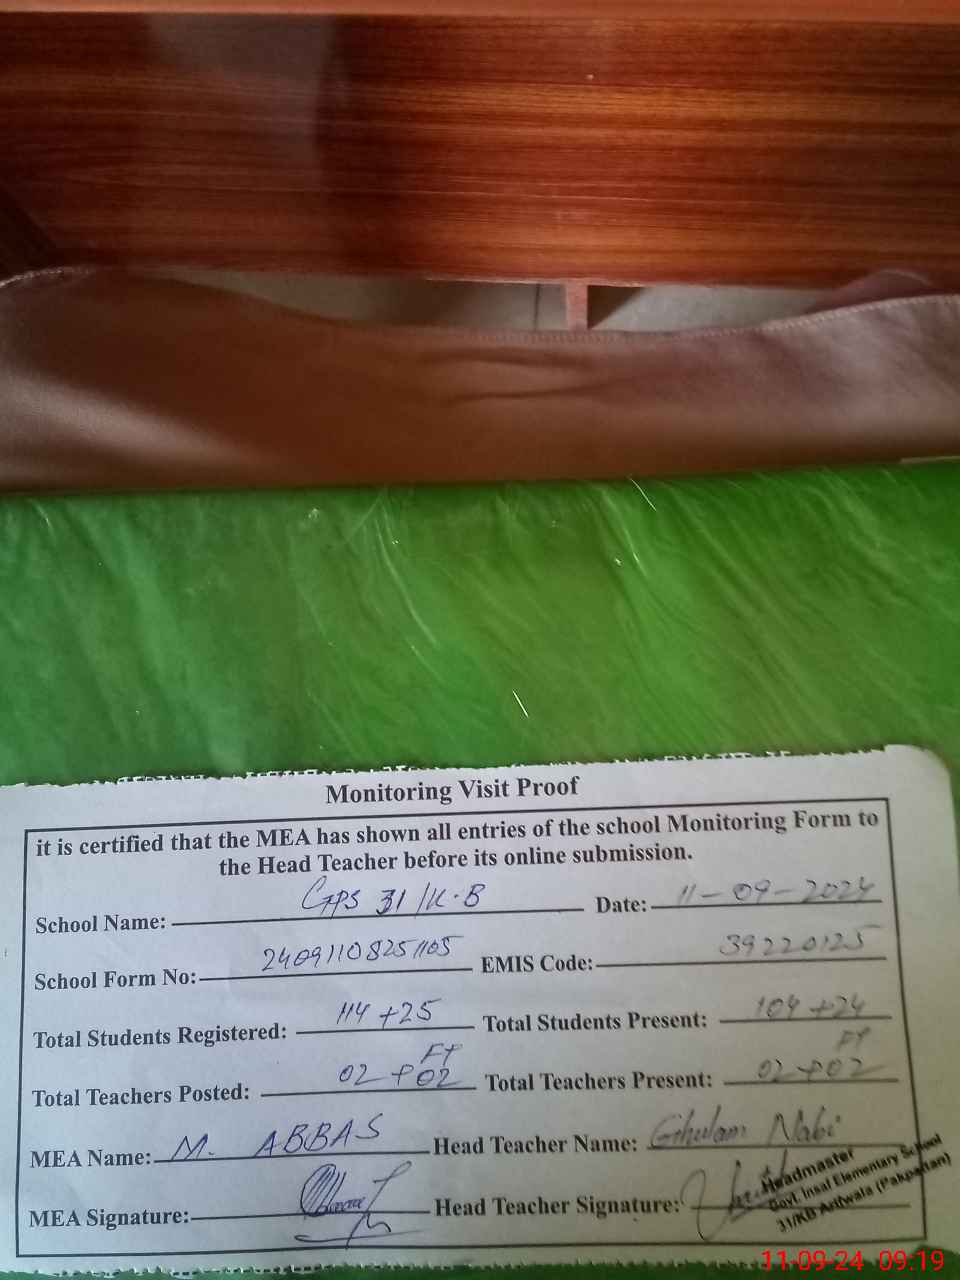 Monitoring Visit Proof
it is certified that the MEA has shown all entries of the school Monitoring Form to
the Head Teacher before its online submission.
School Name: GPS 31/K.B Date: 11-09-2024
School Form No: 24091108251105 EMIS Code: 39220125
Total Students Registered: 114 +25 Total Students Present: 104 +24
FT FT
Total Teachers Posted: 02 + 02 Total Teachers Present: 02 + 02
MEA Name: M. ABBAS Head Teacher Name: Ghulam Nabi
MEA Signature: Head Teacher Signature:
Headmaster
Govt. Insaf Elementary School
31/KB Arifwala (Pakpattan)
11-09-24 09:19